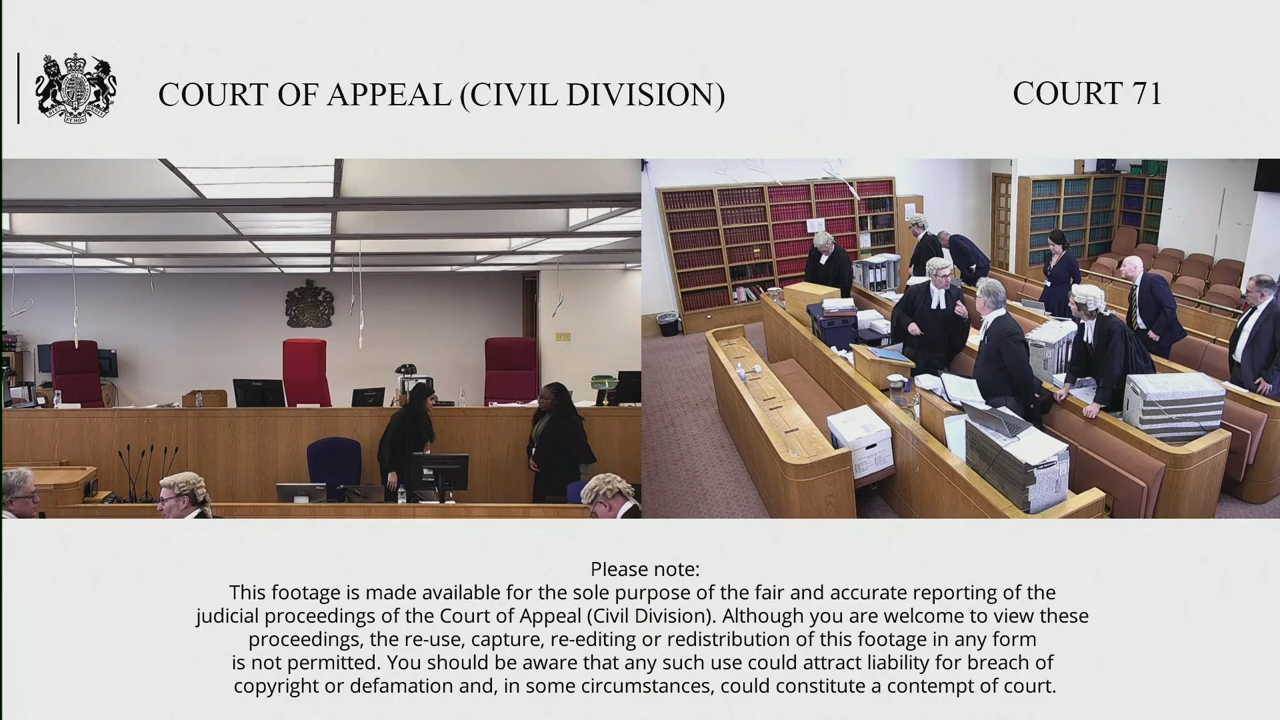 COURT OF APPEAL (CIVIL DIVISION)
COURT 71
Please note:
This footage is made available for the sole purpose of the fair and accurate reporting of the
judicial proceedings of the Court of Appeal (Civil Division). Although you are welcome to view these
proceedings, the re-use, capture, re-editing or redistribution of this footage in any form
is not permitted. You should be aware that any such use could attract liability for breach of
copyright or defamation and, in some circumstances, could constitute a contempt of court.